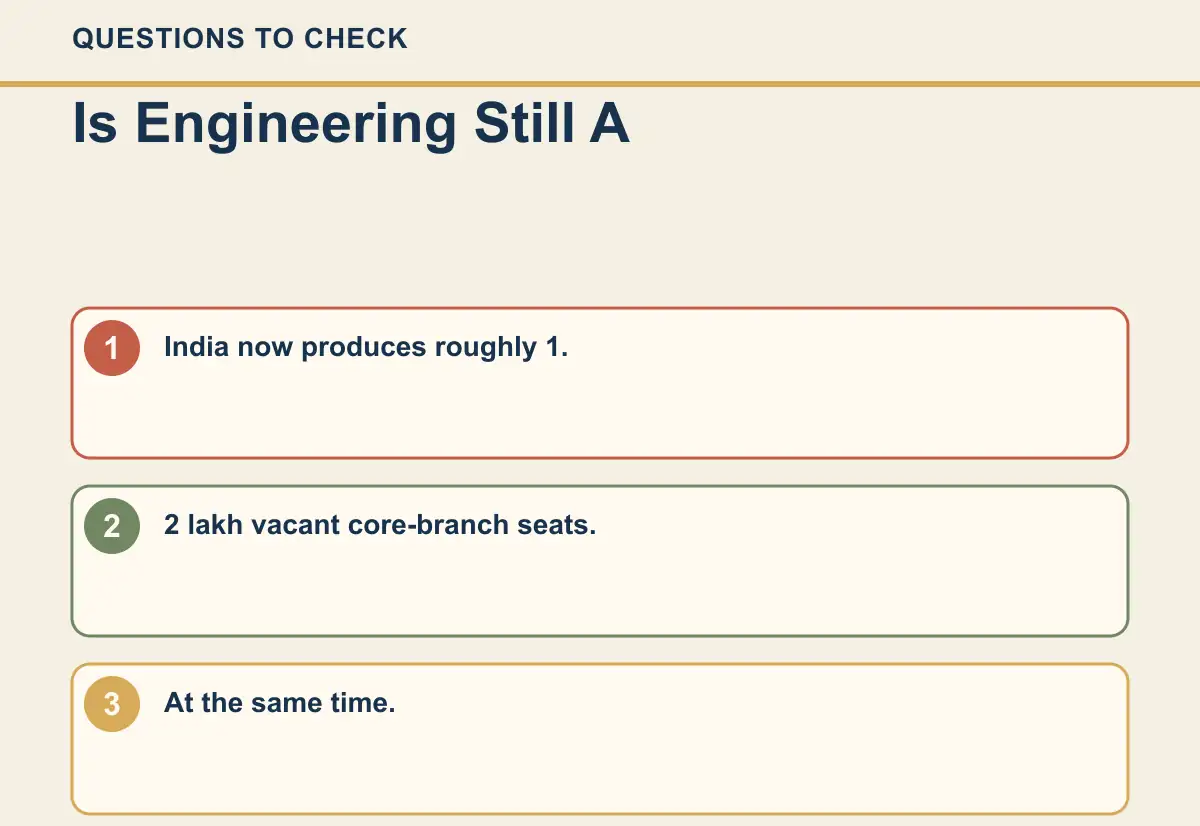 QUESTIONS TO CHECK
Is Engineering Still A
1
India now produces roughly 1.
2
2 lakh vacant core-branch seats.
3
At the same time.